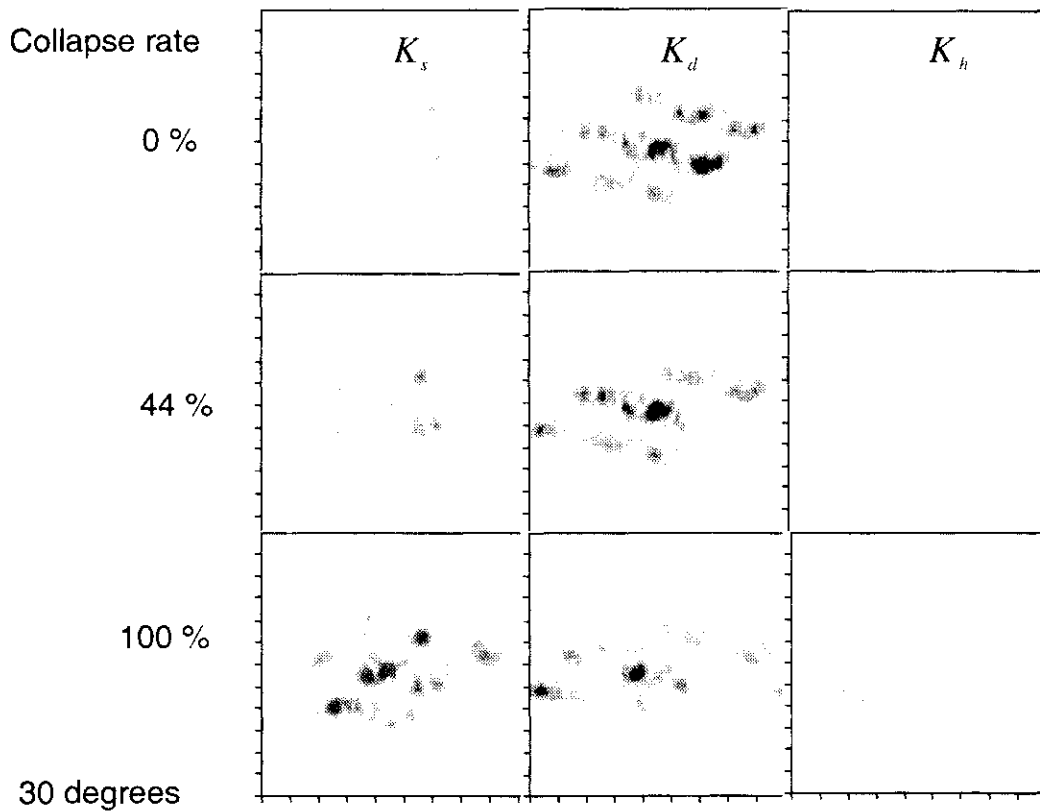 Collapse rate
K_s K_d K_h
0 %
44 %
100 %
30 degrees